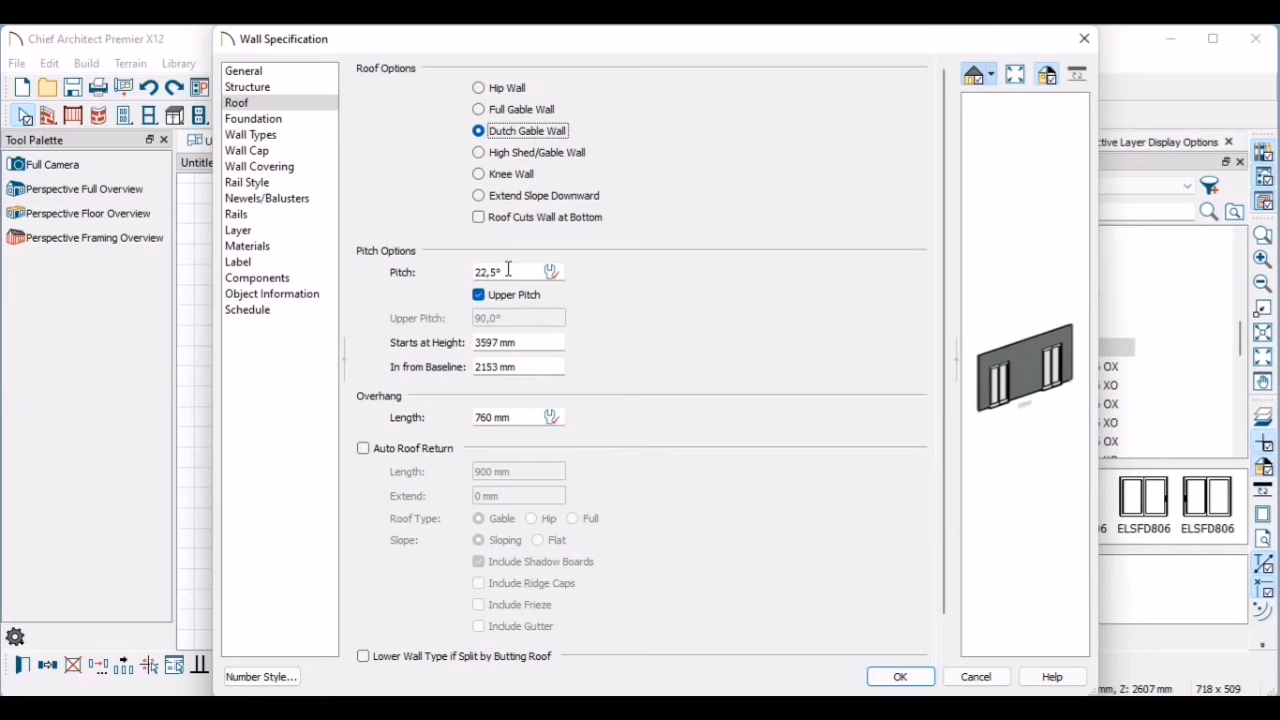 Chief Architect Premier X12
Wall Specification
File Edit Build Terrain Library
Tool Palette
Full Camera
Perspective Full Overview
Perspective Floor Overview
Perspective Framing Overview
Untitle
General
Structure
Roof
Foundation
Wall Types
Wall Cap
Wall Covering
Rail Style
Newels/Balusters
Rails
Layer
Materials
Label
Components
Object Information
Schedule
Number Style...
Roof Options
Hip Wall
Full Gable Wall
Dutch Gable Wall
High Shed/Gable Wall
Knee Wall
Extend Slope Downward
Roof Cuts Wall at Bottom
Pitch Options
Pitch: 22,5°
Upper Pitch
Upper Pitch: 90,0°
Starts at Height: 3597 mm
In from Baseline: 2153 mm
Overhang
Length: 760 mm
Auto Roof Return
Length: 900 mm
Extend: 0 mm
Roof Type: Gable Hip Full
Slope: Sloping Flat
Include Shadow Boards
Include Ridge Caps
Include Frieze
Include Gutter
Lower Wall Type if Split by Butting Roof
OK Cancel Help
ctive Layer Display Options
OX
XO
OX
XO
OX
ELSFD806 ELSFD806
mm, Z: 2607 mm 718 x 509